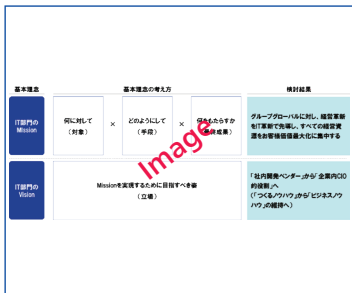 基本理念
基本理念の考え方
検討結果
IT部門の
Mission
何に対して
（対象）
×
どのようにして
（手段）
×
何をもたらすか
グループグローバルに対し、経営革新
をIT革新で先導し、すべての経営資
源をお客様価値最大化に集中する
Image
IT部門の
Vision
Missionを実現するために目指すべき姿
（立場）
「社内開発ベンダー」から「企業内CIO
的役割」へ
（「つくるノウハウ」から「ビジネスノウ
ハウ」の維持へ）